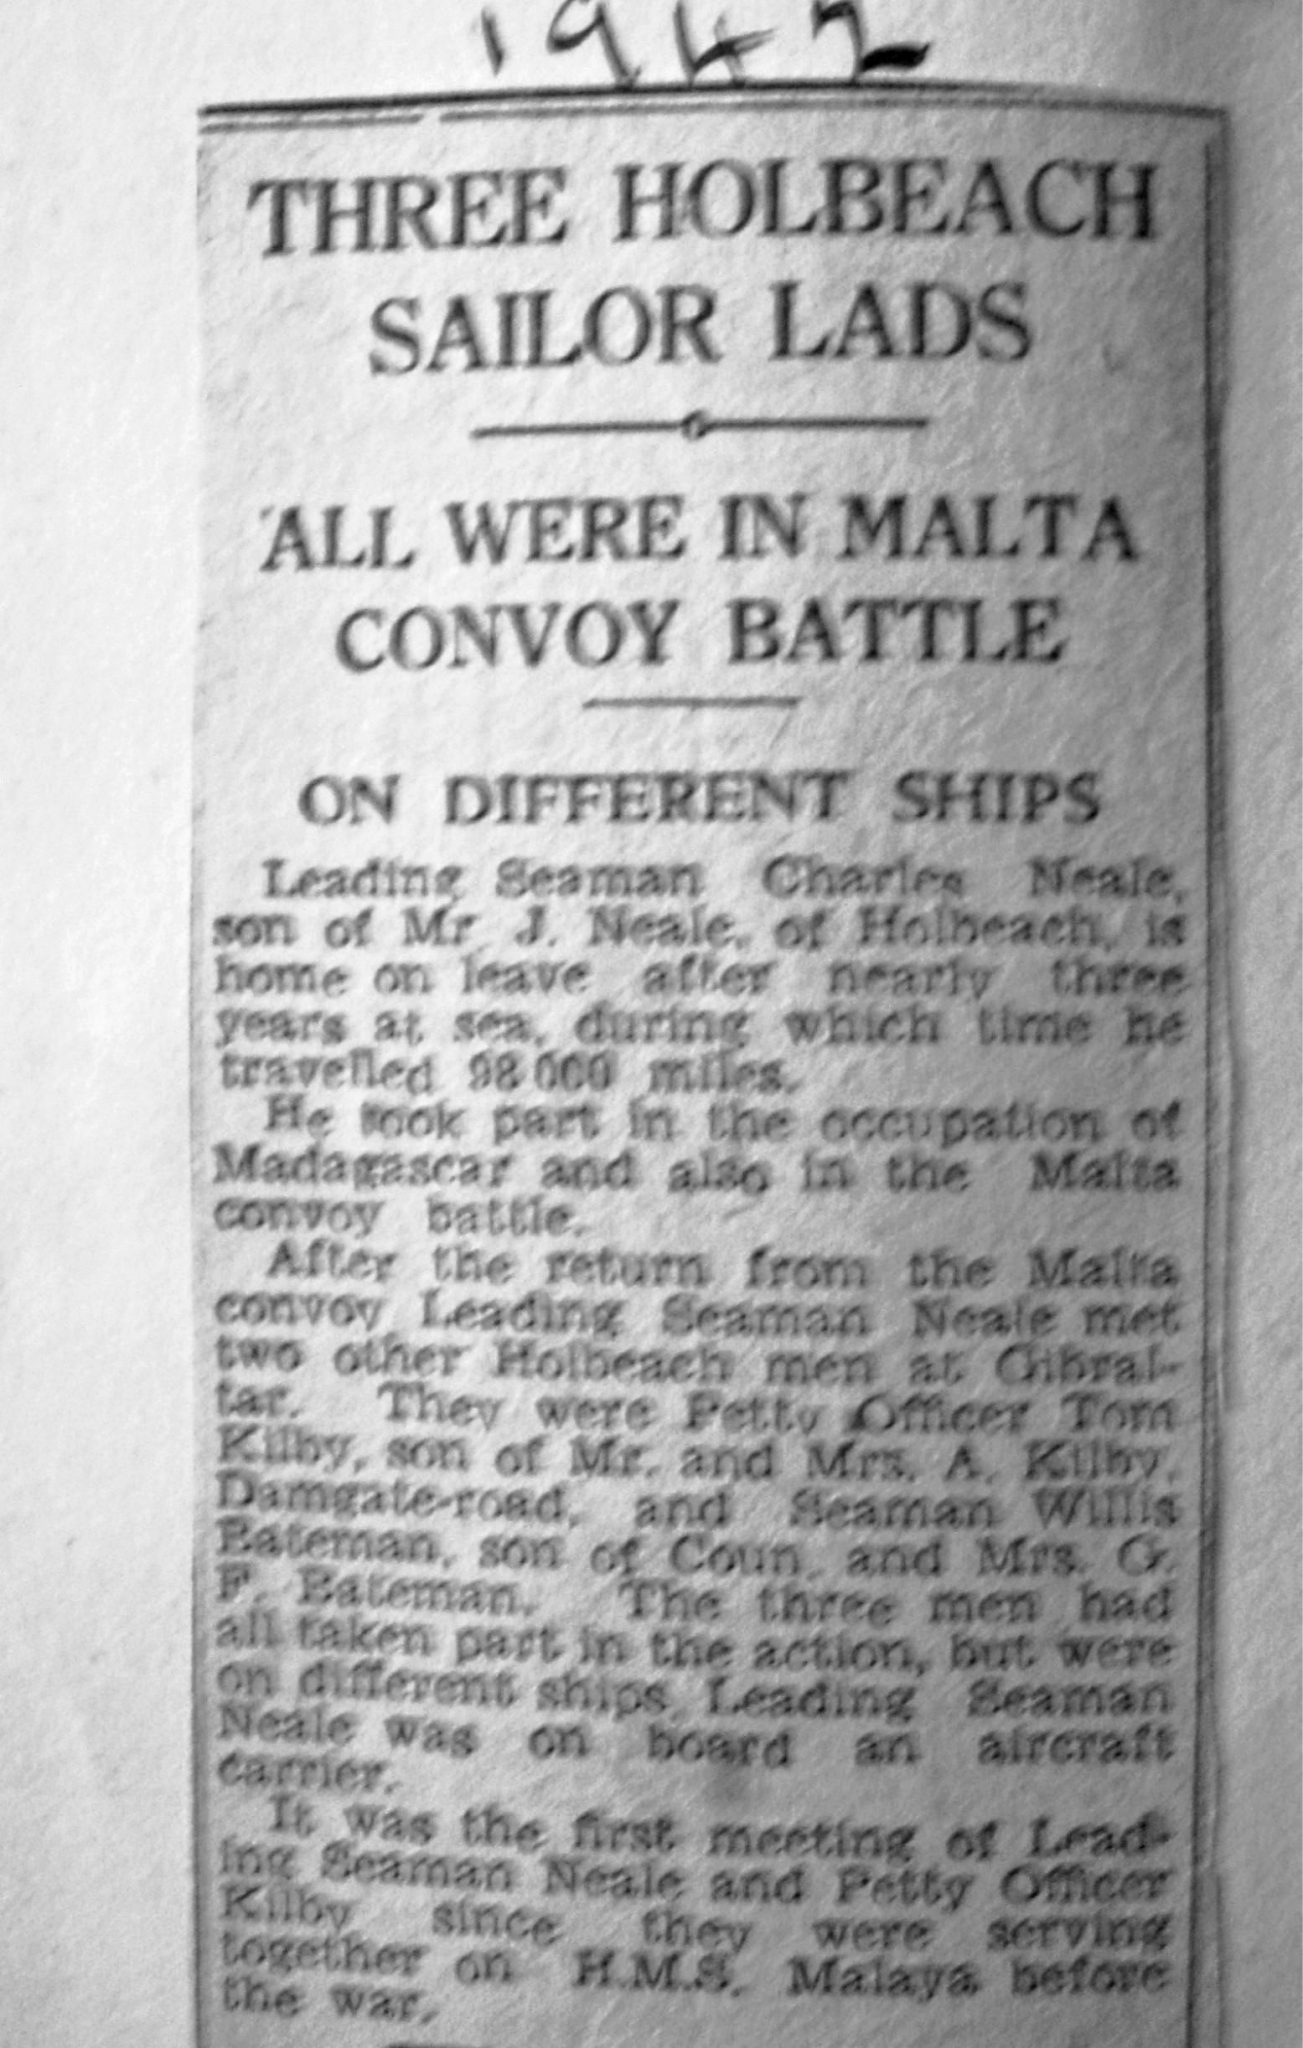 1942
THREE HOLBEACH
SAILOR LADS
ALL WERE IN MALTA
CONVOY BATTLE
ON DIFFERENT SHIPS
Leading Seaman Charles Neale,
son of Mr. J. Neale, of Holbeach, is
home on leave after nearly three
years at sea, during which time he
travelled 98,000 miles.
He took part in the occupation of
Madagascar and also in the Malta
convoy battle.
After the return from the Malta
convoy Leading Seaman Neale met
two other Holbeach men at Gibral-
tar. They were Petty Officer Tom
Kilby, son of Mr. and Mrs. A. Kilby,
Damgate-road, and Seaman Willis
Bateman, son of Coun. and Mrs. G.
F. Bateman. The three men had
all taken part in the action, but were
on different ships. Leading Seaman
Neale was on board an aircraft
carrier.
It was the first meeting of Lead-
ing Seaman Neale and Petty Officer
Kilby since they were serving
together on H.M.S. Malaya before
the war.